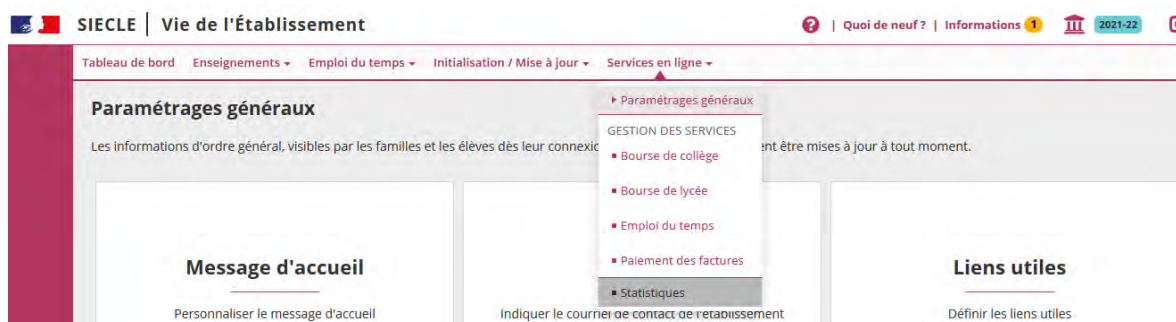 SIECLE | Vie de l'Établissement
| Quoi de neuf ? | Informations 1
2021-22
Tableau de bord Enseignements Emploi du temps Initialisation / Mise à jour Services en ligne
Paramétrages généraux
GESTION DES SERVICES
Bourse de collège
Bourse de lycée
Emploi du temps
Paiement des factures
Statistiques
Paramétrages généraux
Les informations d'ordre général, visibles par les familles et les élèves dès leur connexio
nt être mises à jour à tout moment.
Message d'accueil
Personnaliser le message d'accueil
Indiquer le courriel de contact de l'établissement
Liens utiles
Définir les liens utiles